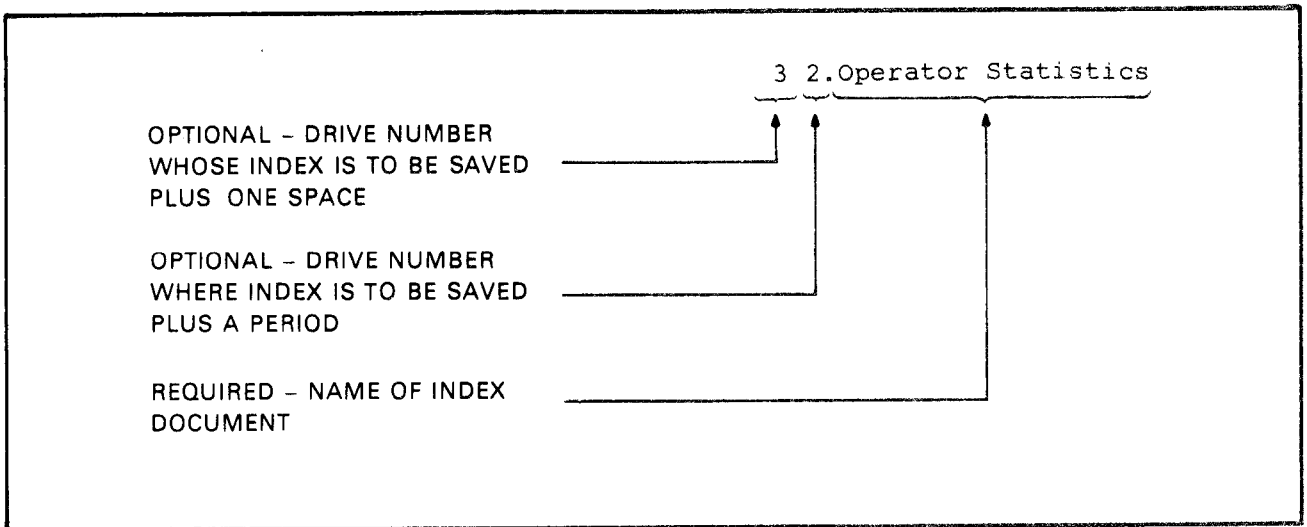 3 2.Operator Statistics
OPTIONAL – DRIVE NUMBER
WHOSE INDEX IS TO BE SAVED
PLUS ONE SPACE
OPTIONAL – DRIVE NUMBER
WHERE INDEX IS TO BE SAVED
PLUS A PERIOD
REQUIRED – NAME OF INDEX
DOCUMENT